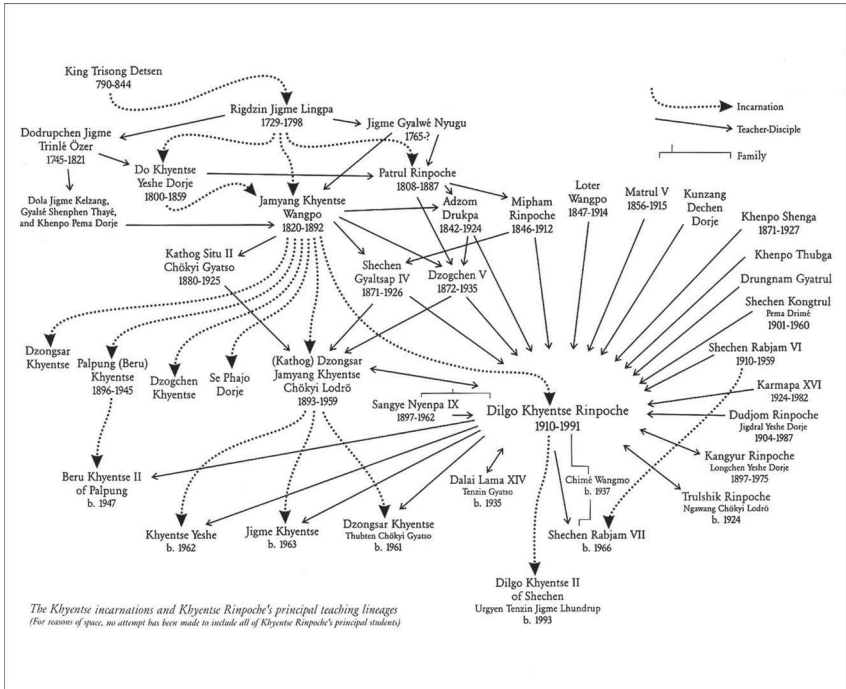 King Trisong Detsen
790-844
Rigdzin Jigme Lingpa
1729-1798
Jigme Gyalwé Nyugu
1765-?
Dodrupchen Jigme
Trinlé Özer
1745-1821
Do Khyentse
Yeshe Dorje
1800-1859
Patrul Rinpoche
1808-1887
Incarnation
Teacher-Disciple
Family
Dola Jigme Kelzang,
Gyalsé Shenphen Thayé,
and Khenpo Pema Dorje
Jamyang Khyentse
Wangpo
1820-1892
Adzom
Drukpa
1842-1924
Mipham
Rinpoche
1846-1912
Loter
Wangpo
1847-1914
Matrul V
1856-1915
Kunzang
Dechen
Dorje
Khenpo Shenga
1871-1927
Kathog Situ II
Chökyi Gyatso
1880-1925
Shechen
Gyaltsap IV
1871-1926
Dzogchen V
1872-1935
Khenpo Thubga
Drungnam Gyatrul
Shechen Kongtrul
Pema Drimé
1901-1960
Shechen Rabjam VI
1910-1959
Dzongsar
Khyentse
Palpung (Beru)
Khyentse
1896-1945
Dzogchen
Khyentse
Se Phajo
Dorje
(Kathog) Dzongsar
Jamyang Khyentse
Chökyi Lodrö
1893-1959
Sangye Nyenpa IX
1897-1962
Dilgo Khyentse Rinpoche
1910-1991
Karmapa XVI
1924-1982
Dudjom Rinpoche
Jigdral Yeshe Dorje
1904-1987
Kangyur Rinpoche
Longchen Yeshe Dorje
1897-1975
Trulshik Rinpoche
Ngawang Chökyi Lodrö
b. 1924
Beru Khyentse II
of Palpung
b. 1947
Dalai Lama XIV
Tenzin Gyatso
b. 1935
Chimé Wangmo
b. 1937
Khyentse Yeshe
b. 1962
Jigme Khyentse
b. 1963
Dzongsar Khyentse
Thubten Chökyi Gyatso
b. 1961
Shechen Rabjam VII
b. 1966
Dilgo Khyentse II
of Shechen
Urgyen Tenzin Jigme Lhundrup
b. 1993
The Khyentse incarnations and Khyentse Rinpoche's principal teaching lineages
(For reasons of space, no attempt has been made to include all of Khyentse Rinpoche's principal students)